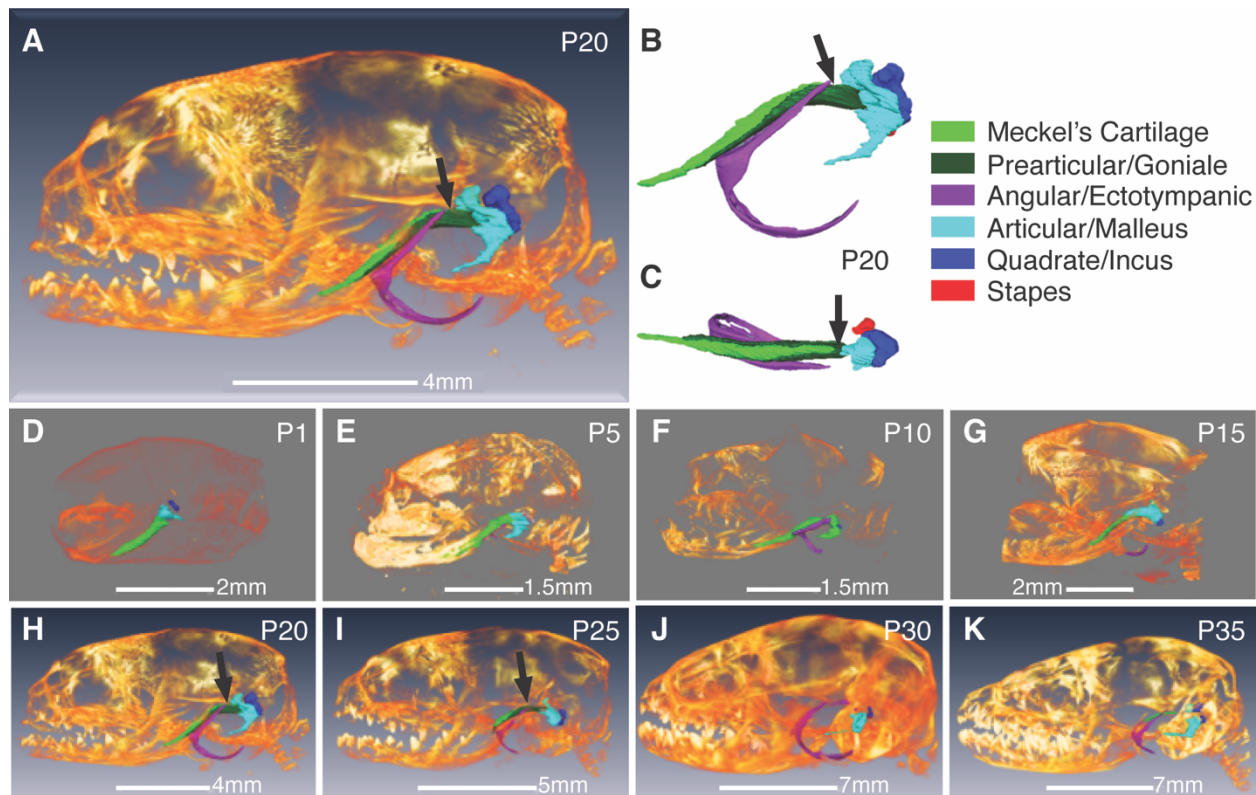 A
P20
4mm
B
P20
C
Meckel's Cartilage
Prearticular/Goniale
Angular/Ectotympanic
Articular/Malleus
Quadrate/Incus
Stapes
D
P1
2mm
E
P5
1.5mm
F
P10
1.5mm
G
P15
2mm
H
P20
4mm
I
P25
5mm
J
P30
7mm
K
P35
7mm